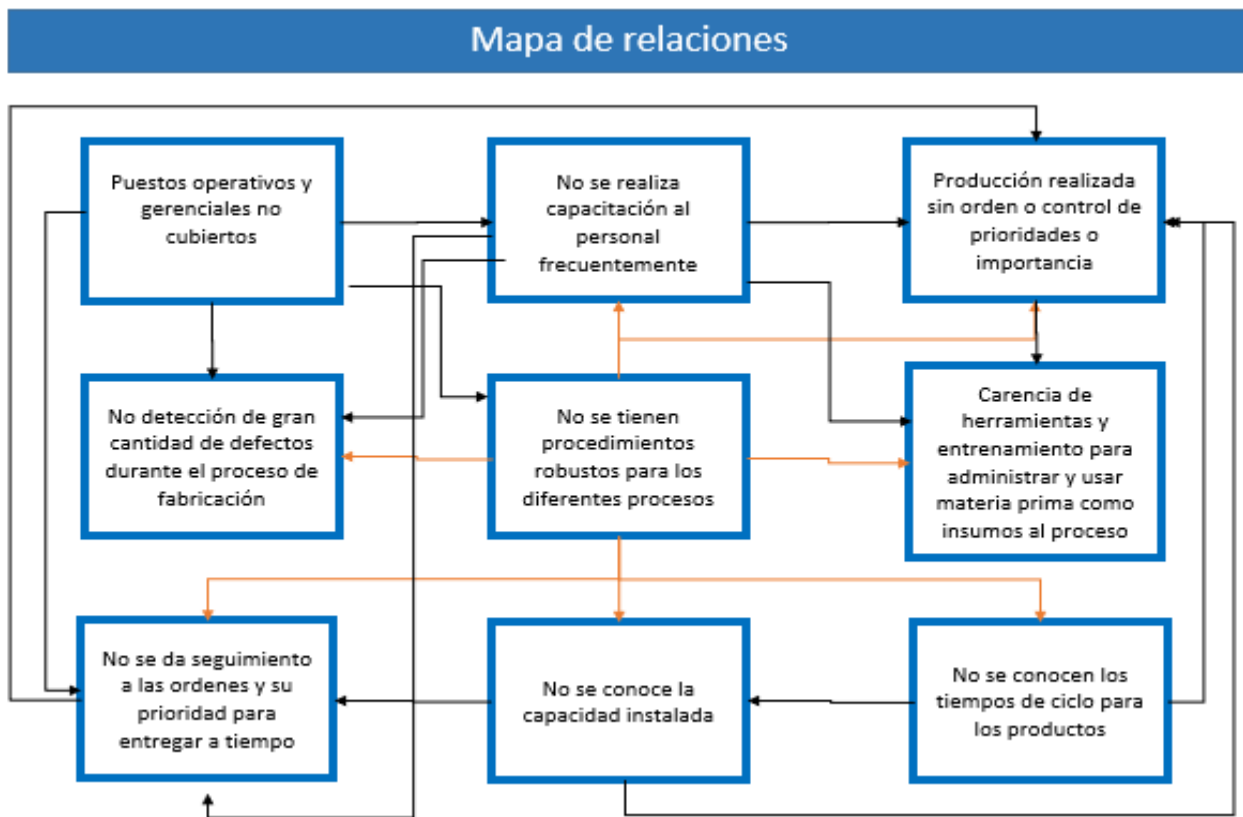 Mapa de relaciones
Puestos operativos y
gerenciales no
cubiertos
No se realiza
capacitación al
personal
frecuentemente
Producción realizada
sin orden o control de
prioridades o
importancia
No detección de gran
cantidad de defectos
durante el proceso de
fabricación
No se tienen
procedimientos
robustos para los
diferentes procesos
Carencia de
herramientas y
entrenamiento para
administrar y usar
materia prima como
insumos al proceso
No se da seguimiento
a las ordenes y su
prioridad para
entregar a tiempo
No se conoce la
capacidad instalada
No se conocen los
tiempos de ciclo para
los productos